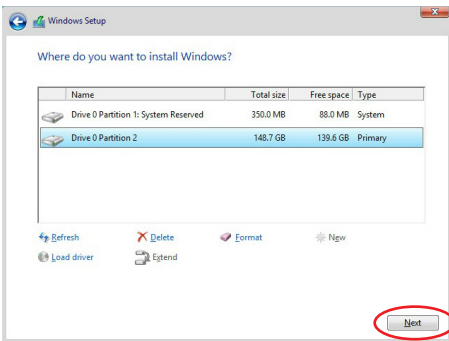 Windows Setup
Where do you want to install Windows?
Name Total size Free space Type
Drive 0 Partition 1: System Reserved 350.0 MB 88.0 MB System
Drive 0 Partition 2 148.7 GB 139.6 GB Primary
Refresh Delete Format New
Load driver Extend
Next